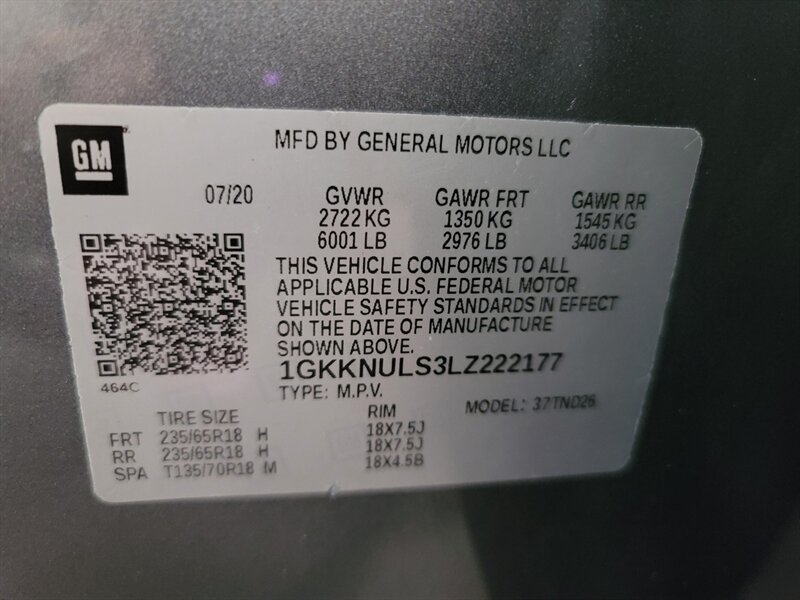 GM
MFD BY GENERAL MOTORS LLC
07/20 GVWR GAWR FRT GAWR RR
2722 KG 1350 KG 1545 KG
6001 LB 2976 LB 3406 LB
THIS VEHICLE CONFORMS TO ALL
APPLICABLE U.S. FEDERAL MOTOR
VEHICLE SAFETY STANDARDS IN EFFECT
ON THE DATE OF MANUFACTURE
SHOWN ABOVE.
1GKKNULS3LZ222177
464C
TYPE: M.P.V. MODEL: 37TND26
TIRE SIZE RIM
FRT 235/65R18 H 18X7.5J
RR 235/65R18 H 18X7.5J
SPA T135/70R18 M 18X4.5B